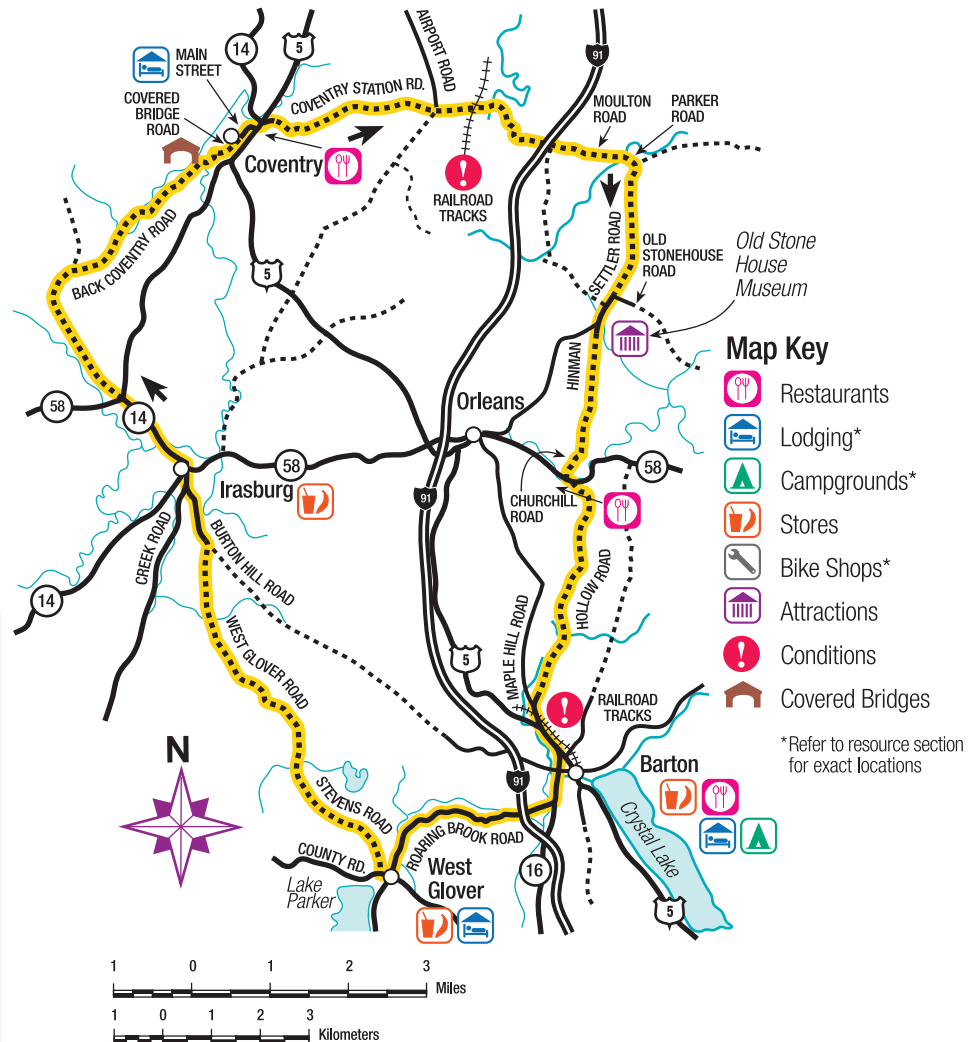 14
5
91
MAIN
STREET
COVERED
BRIDGE
ROAD
AIRPORT ROAD
COVENTRY STATION RD.
Coventry
RAILROAD
TRACKS
MOULTON
ROAD
PARKER
ROAD
BACK COVENTRY ROAD
5
SETTLER ROAD
OLD
STONEHOUSE
ROAD
Old Stone
House
Museum
HINMAN
58
14
Orleans
58
58
Irasburg
91
CHURCHILL
ROAD
CREEK ROAD
BURTON HILL ROAD
14
WEST GLOVER ROAD
HOLLOW ROAD
MAPLE HILL ROAD
5
RAILROAD
TRACKS
N
STEVENS ROAD
91
Barton
Crystal Lake
COUNTY RD.
ROARING BROOK ROAD
16
Lake
Parker
West
Glover
5
Map Key
Restaurants
Lodging*
Campgrounds*
Stores
Bike Shops*
Attractions
Conditions
Covered Bridges
*Refer to resource section
for exact locations
1 0 1 2 3
Miles
1 0 1 2 3
Kilometers